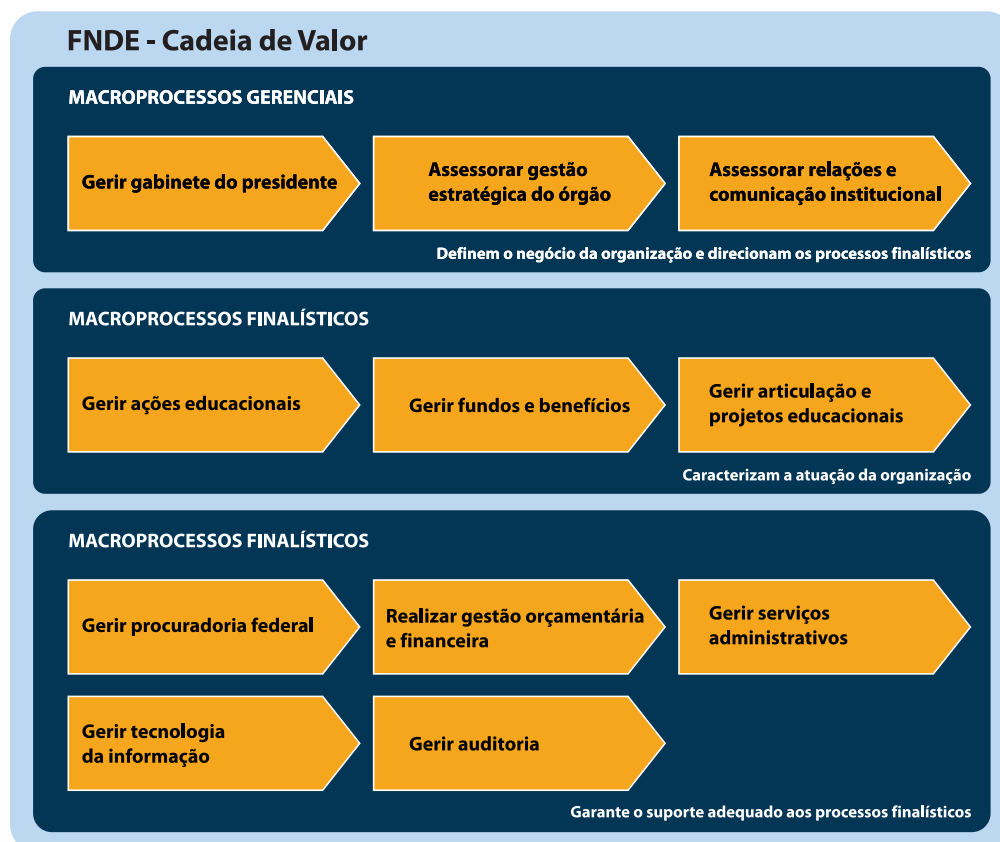 FNDE - Cadeia de Valor
MACROPROCESSOS GERENCIAIS
Gerir gabinete do presidente
Assessorar gestão
estratégica do órgão
Assessorar relações e
comunicação institucional
Definem o negócio da organização e direcionam os processos finalísticos
MACROPROCESSOS FINALÍSTICOS
Gerir ações educacionais
Gerir fundos e benefícios
Gerir articulação e
projetos educacionais
Caracterizam a atuação da organização
MACROPROCESSOS FINALÍSTICOS
Gerir procuradoria federal
Realizar gestão orçamentária
e financeira
Gerir serviços
administrativos
Gerir tecnologia
da informação
Gerir auditoria
Garante o suporte adequado aos processos finalísticos